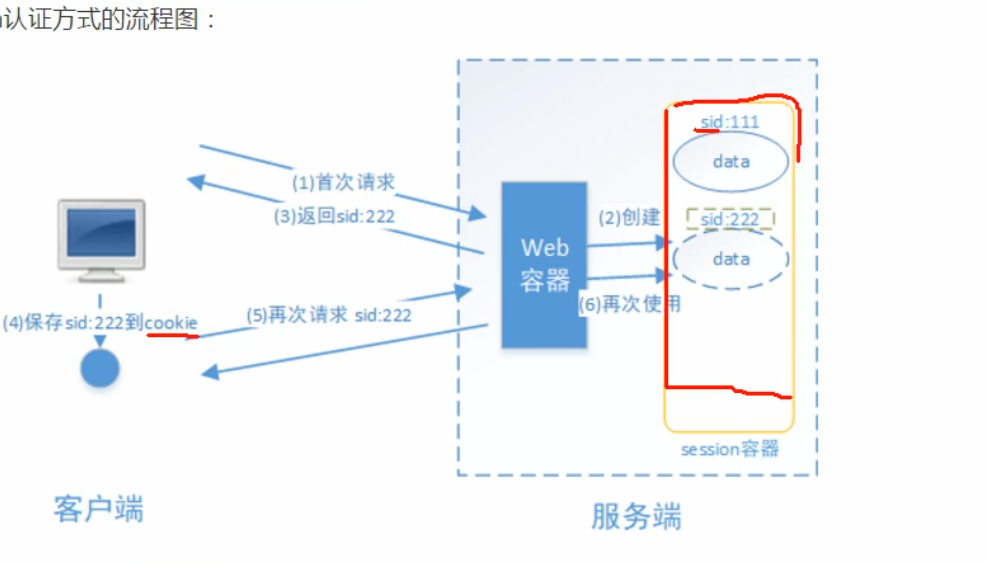 认证方式的流程图：
sid:111
data
(1)首次请求
(3)返回sid:222
(2)创建
sid:222
data
Web
容器
(6)再次使用
(5)再次请求 sid:222
(4)保存sid:222到cookie
session容器
客户端
服务端